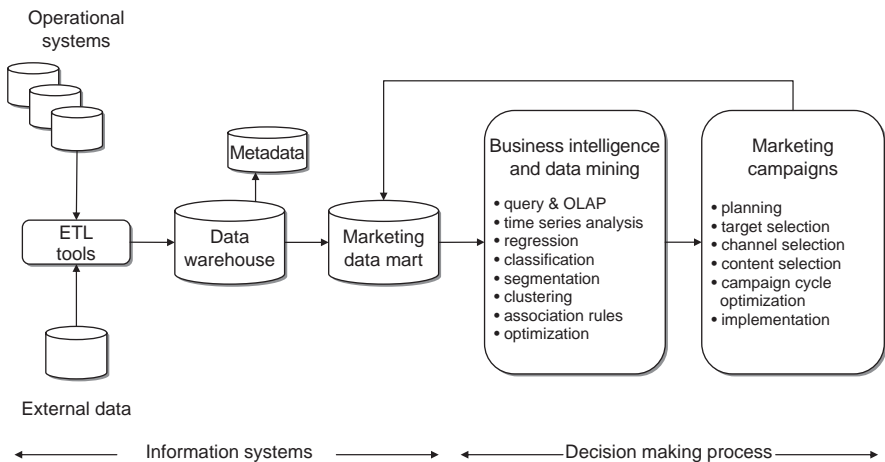 Operational
systems
Metadata
ETL
tools
Data
warehouse
Marketing
data mart
External data
Business intelligence
and data mining
• query & OLAP
• time series analysis
• regression
• classification
• segmentation
• clustering
• association rules
• optimization
Marketing
campaigns
• planning
• target selection
• channel selection
• content selection
• campaign cycle
optimization
• implementation
Information systems
Decision making process